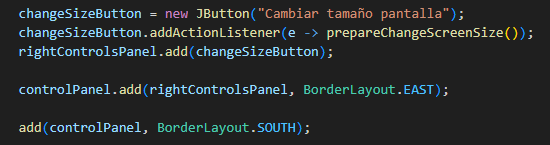 changeSizeButton = new JButton("Cambiar tamaño pantalla");
changeSizeButton.addActionListener(e -> prepareChangeScreenSize());
rightControlsPanel.add(changeSizeButton);
controlPanel.add(rightControlsPanel, BorderLayout.EAST);
add(controlPanel, BorderLayout.SOUTH);